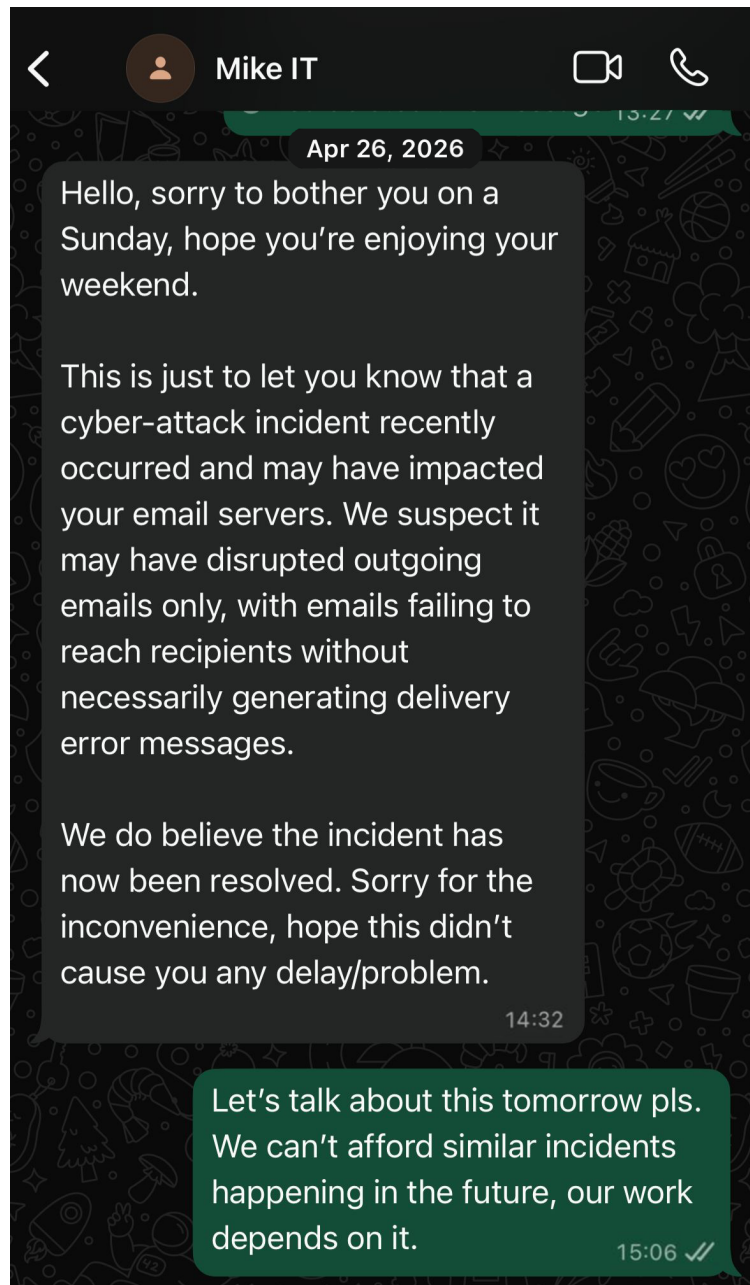 Mike IT
13:27
Apr 26, 2026
Hello, sorry to bother you on a
Sunday, hope you’re enjoying your
weekend.
This is just to let you know that a
cyber-attack incident recently
occurred and may have impacted
your email servers. We suspect it
may have disrupted outgoing
emails only, with emails failing to
reach recipients without
necessarily generating delivery
error messages.
We do believe the incident has
now been resolved. Sorry for the
inconvenience, hope this didn’t
cause you any delay/problem.
14:32
Let’s talk about this tomorrow pls.
We can’t afford similar incidents
happening in the future, our work
depends on it.
15:06